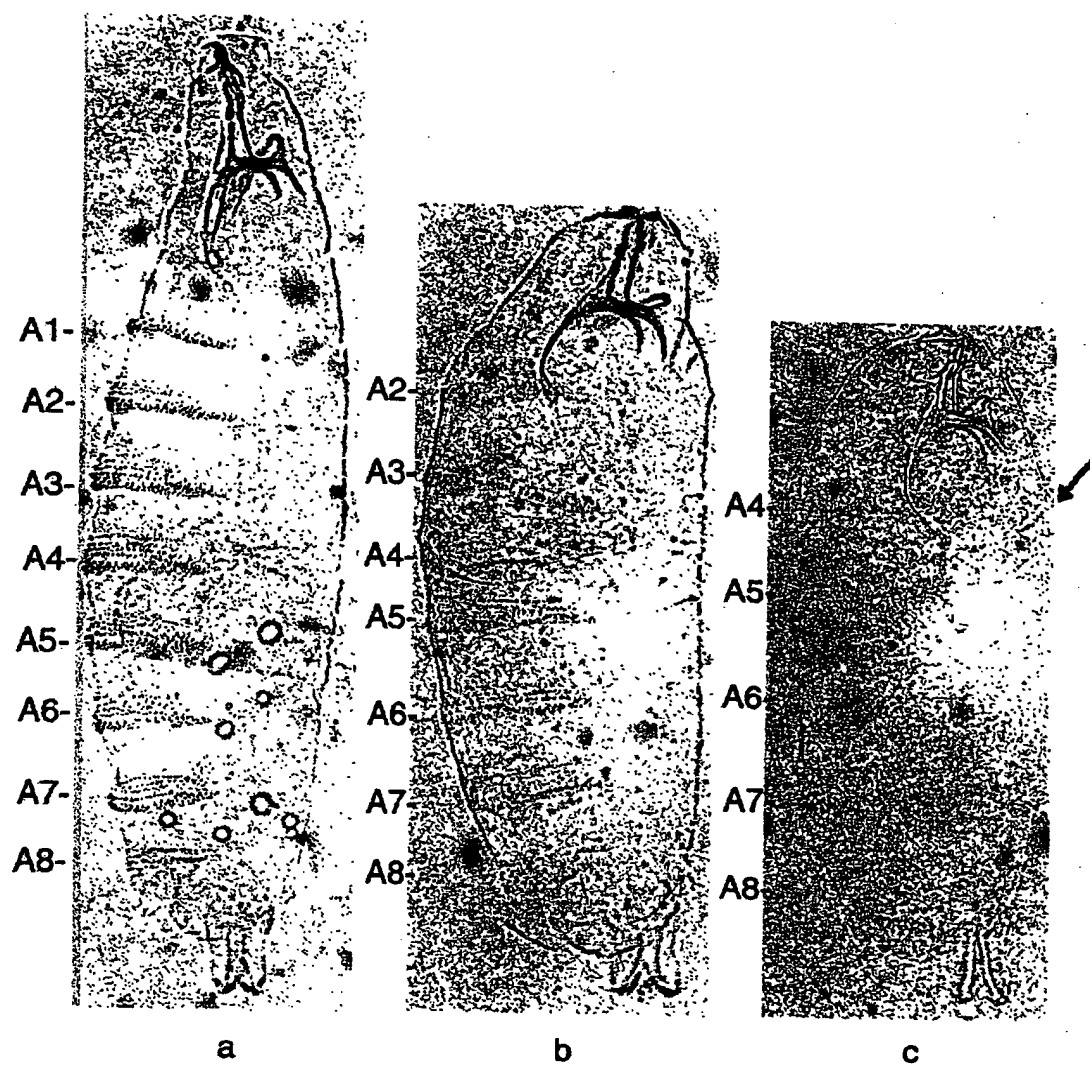 A1-
A2-
A3-
A4-
A5-
A6-
A7-
A8-
a
A2-
A3-
A4-
A5-
A6-
A7-
A8-
b
A4-
A5-
A6-
A7-
A8-
c